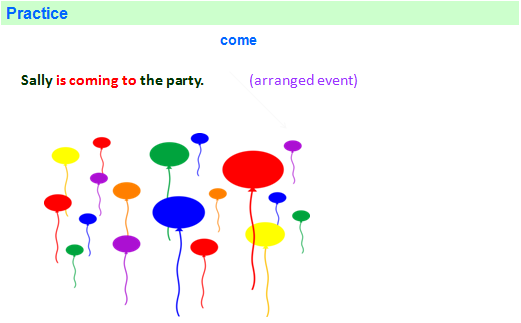 Practice
come
Sally is coming to the party. (arranged event)